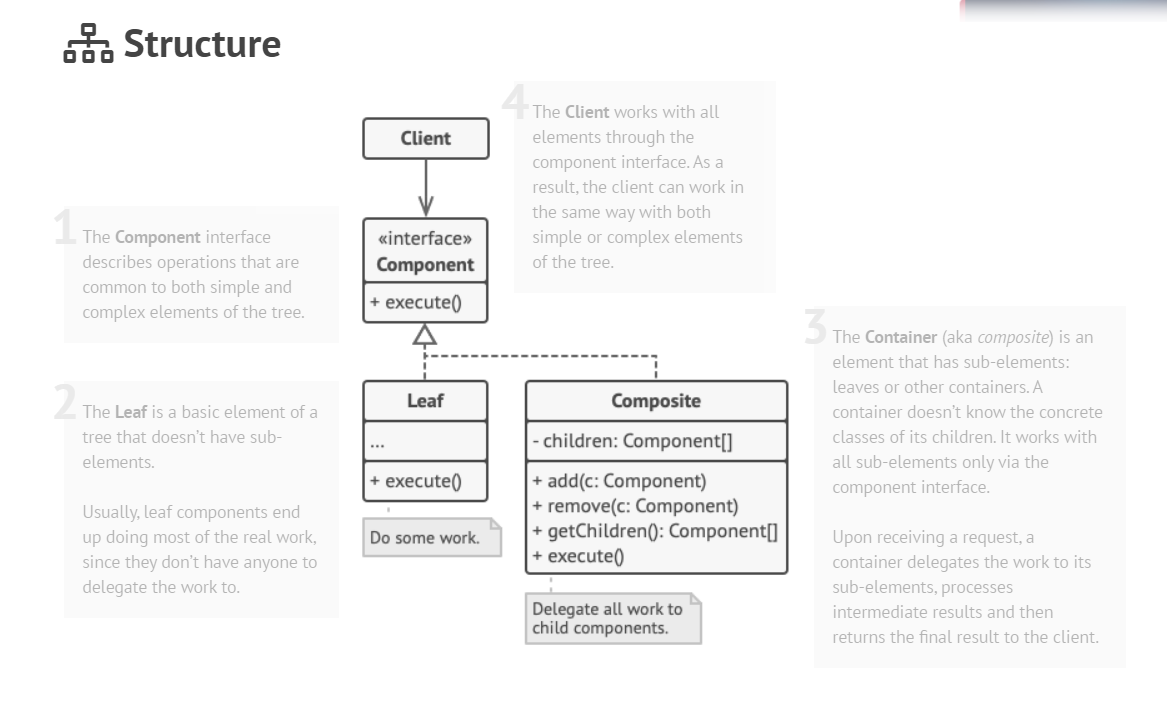 Structure
4
The Client works with all
elements through the
component interface. As a
result, the client can work in
the same way with both
simple or complex elements
of the tree.
Client
1
The Component interface
describes operations that are
common to both simple and
complex elements of the tree.
«interface»
Component
+ execute()
3
The Container (aka composite) is an
element that has sub-elements:
leaves or other containers. A
container doesn't know the concrete
classes of its children. It works with
all sub-elements only via the
component interface.
Upon receiving a request, a
container delegates the work to its
sub-elements, processes
intermediate results and then
returns the final result to the client.
2
The Leaf is a basic element of a
tree that doesn't have sub-
elements.
Usually, leaf components end
up doing most of the real work,
since they don't have anyone to
delegate the work to.
Leaf
...
+ execute()
Do some work.
Composite
- children: Component[]
+ add(c: Component)
+ remove(c: Component)
+ getChildren(): Component[]
+ execute()
Delegate all work to
child components.